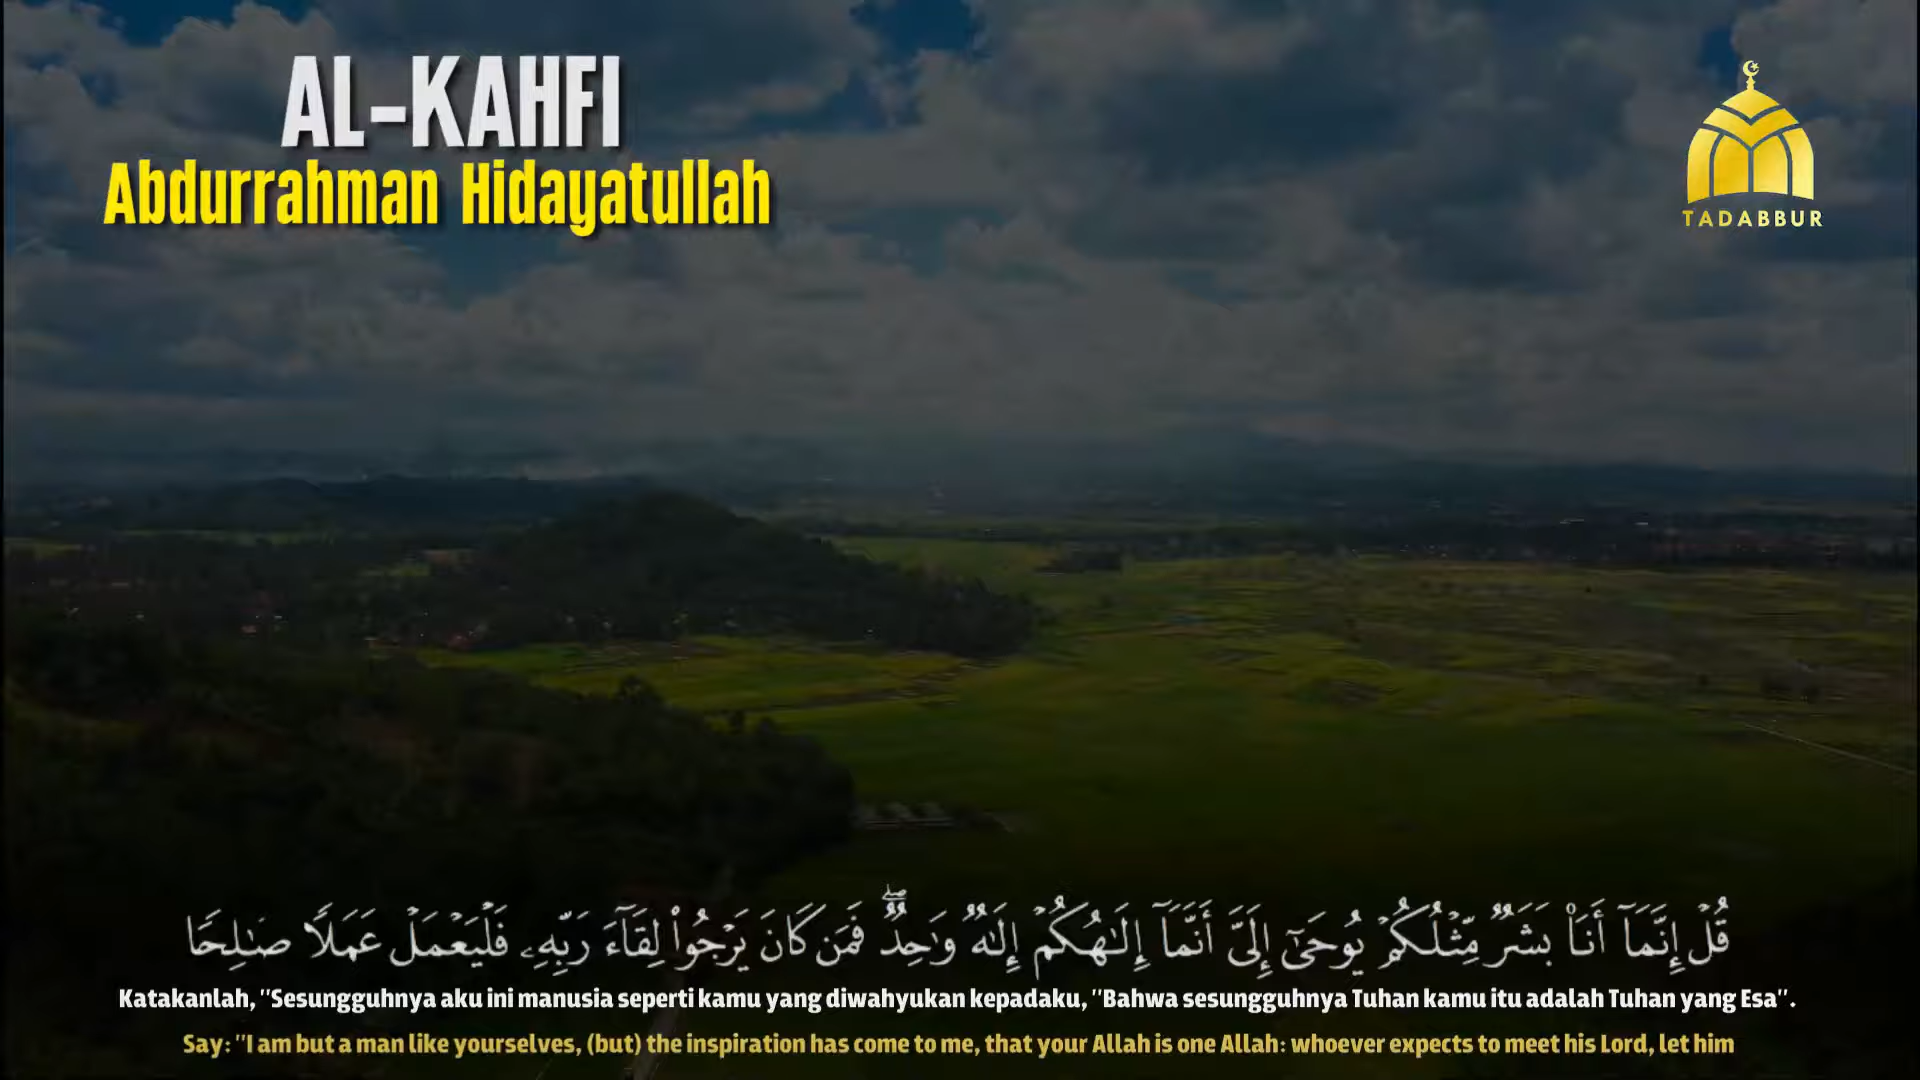 AL-KAHFI
Abdurrahman Hidayatullah
TADABBUR
قُلْ إِنَّمَآ أَنَا۠ بَشَرٌ مِّثْلُكُمْ يُوحَىٰٓ إِلَىَّ أَنَّمَآ إِلَـٰهُكُمْ إِلَـٰهٌ وَٰحِدٌ ۖ فَمَن كَانَ يَرْجُوا۟ لِقَآءَ رَبِّهِۦ فَلْيَعْمَلْ عَمَلًا صَـٰلِحًا
Katakanlah, "Sesungguhnya aku ini manusia seperti kamu yang diwahyukan kepadaku, "Bahwa sesungguhnya Tuhan kamu itu adalah Tuhan yang Esa".
Say: "I am but a man like yourselves, (but) the inspiration has come to me, that your Allah is one Allah: whoever expects to meet his Lord, let him